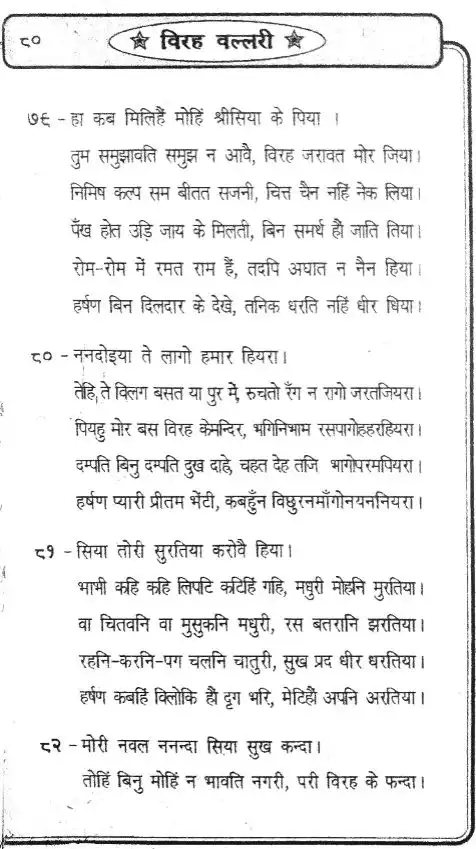 ८० ☆ विरह वल्लरी ☆
७९ - हा कब मिलिहैं मोहिं श्रीसिया के पिया ।
तुम समुझावति समुझ न आवै, विरह जरावत मोर जिया।
निमिष कल्प सम बीतत सजनी, चित्त चैन नहिं नेक लिया।
पँख होत उड़ि जाय के मिलती, बिन समर्थ हौं जाति तिया।
रोम-रोम में रमत राम हैं, तदपि अघात न नैन हिया।
हर्षण बिन दिलदार के देखे, तनिक धरति नहिं धीर धिया।
८० - ननदोइया ते लागो हमार हियरा।
तेहि, ते विलग बसत या पुर में, रुचतो रँग न रागो जरतजियरा।
पियहु मोर बस विरह केमन्दिर, भगिनिभाम रसपागोहहरहियरा।
दम्पति बिनु दम्पति दुख दाहे, चहत देह तजि भागोपरमपियरा।
हर्षण प्यारी प्रीतम भेंटी, कबहुँन विछुरनमाँगोनयननियरा।
८१ - सिया तोरी सुरतिया करोवै हिया।
भाभी कहि कहि लिपटि कटिहिं गहि, मधुरी मोहनि मुरतिया।
वा चितवनि वा मुसुकनि मधुरी, रस बतरानि झरतिया।
रहनि-करनि-पग चलनि चातुरी, सुख प्रद धीर धरतिया।
हर्षण कबहिं विलोकि हौं दृग भरि, मेटिहौं अपनि अरतिया।
८२ - मोरी नवल ननन्दा सिया सुख कन्दा।
तोहिं बिनु मोहिं न भावति नगरी, परी विरह के फन्दा।